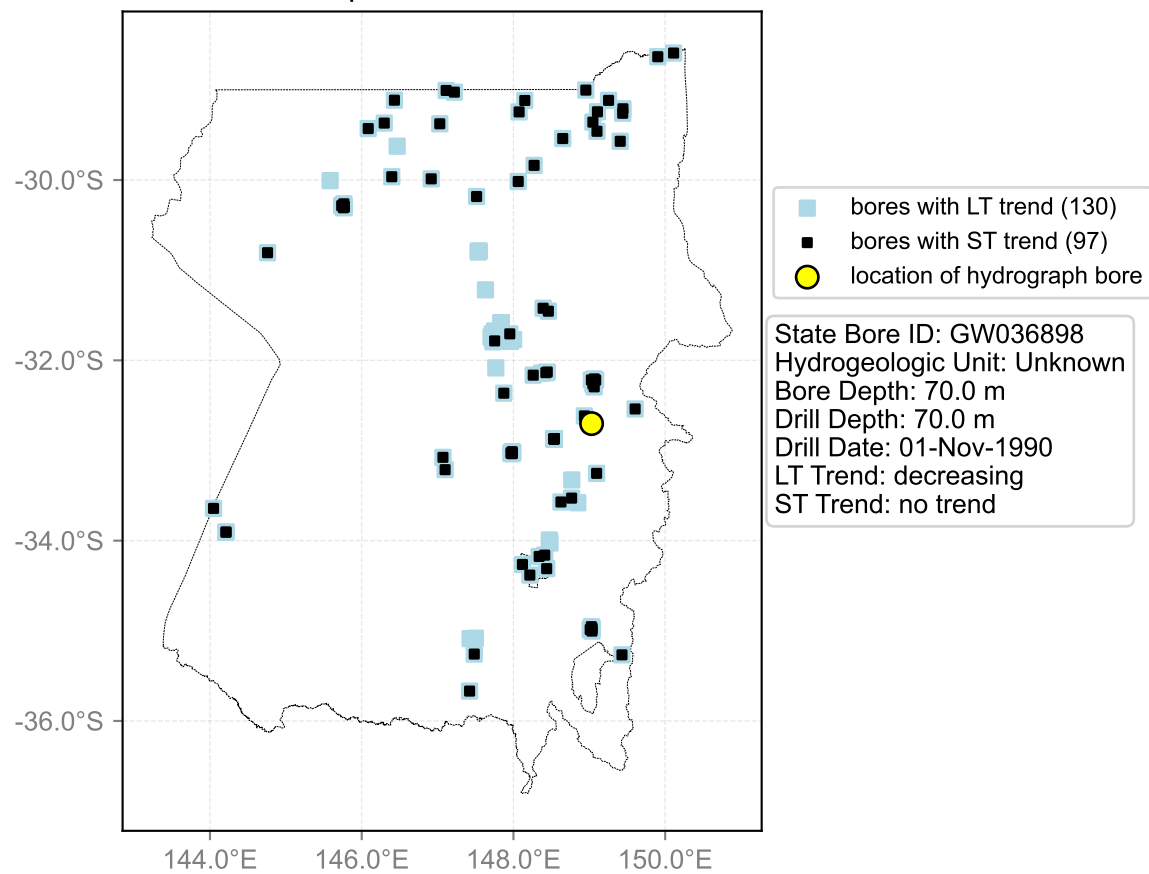 -30.0°S
-32.0°S
-34.0°S
-36.0°S
144.0°E
146.0°E
148.0°E
150.0°E
bores with LT trend (130)
bores with ST trend (97)
location of hydrograph bore
State Bore ID: GW036898
Hydrogeologic Unit: Unknown
Bore Depth: 70.0 m
Drill Depth: 70.0 m
Drill Date: 01-Nov-1990
LT Trend: decreasing
ST Trend: no trend